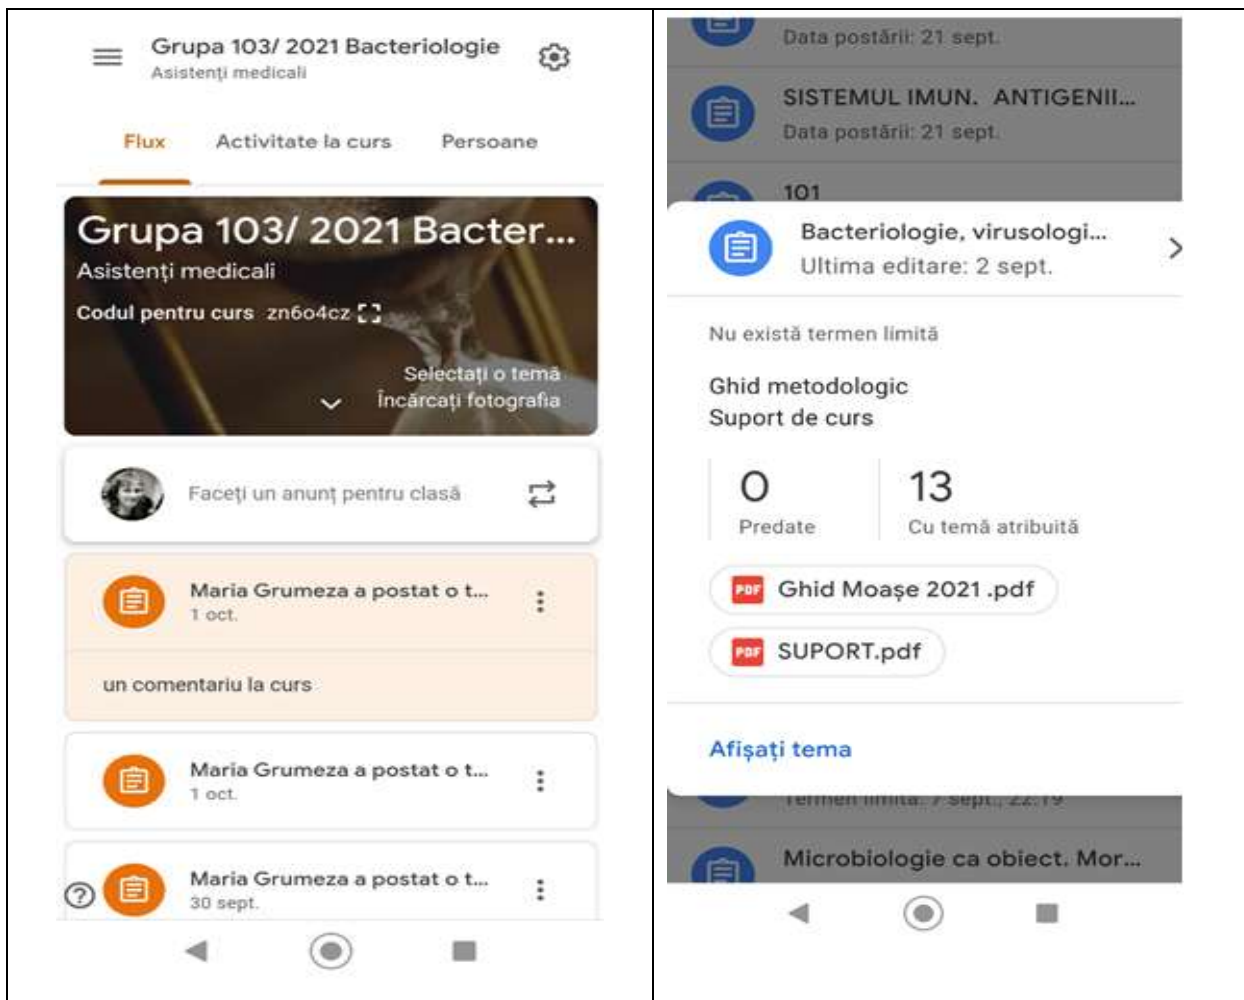 Grupa 103/ 2021 Bacteriologie
Asistenți medicali
Flux Activitate la curs Persoane
Grupa 103/ 2021 Bacter...
Asistenți medicali
Codul pentru curs zn6o4cz
Selectați o temă
Încărcați fotografia
Faceți un anunț pentru clasă
Maria Grumeza a postat o t...
1 oct.
un comentariu la curs
Maria Grumeza a postat o t...
1 oct.
Maria Grumeza a postat o t...
30 sept.
Data postării: 21 sept.
SISTEMUL IMUN. ANTIGENII...
Data postării: 21 sept.
101
Bacteriologie, virusologi...
Ultima editare: 2 sept.
Nu există termen limită
Ghid metodologic
Suport de curs
0 13
Predate Cu temă atribuită
PDF Ghid Moașe 2021 .pdf
PDF SUPORT.pdf
Afișați tema
Termen limită: 7 sept., 22:19
Microbiologie ca obiect. Mor...